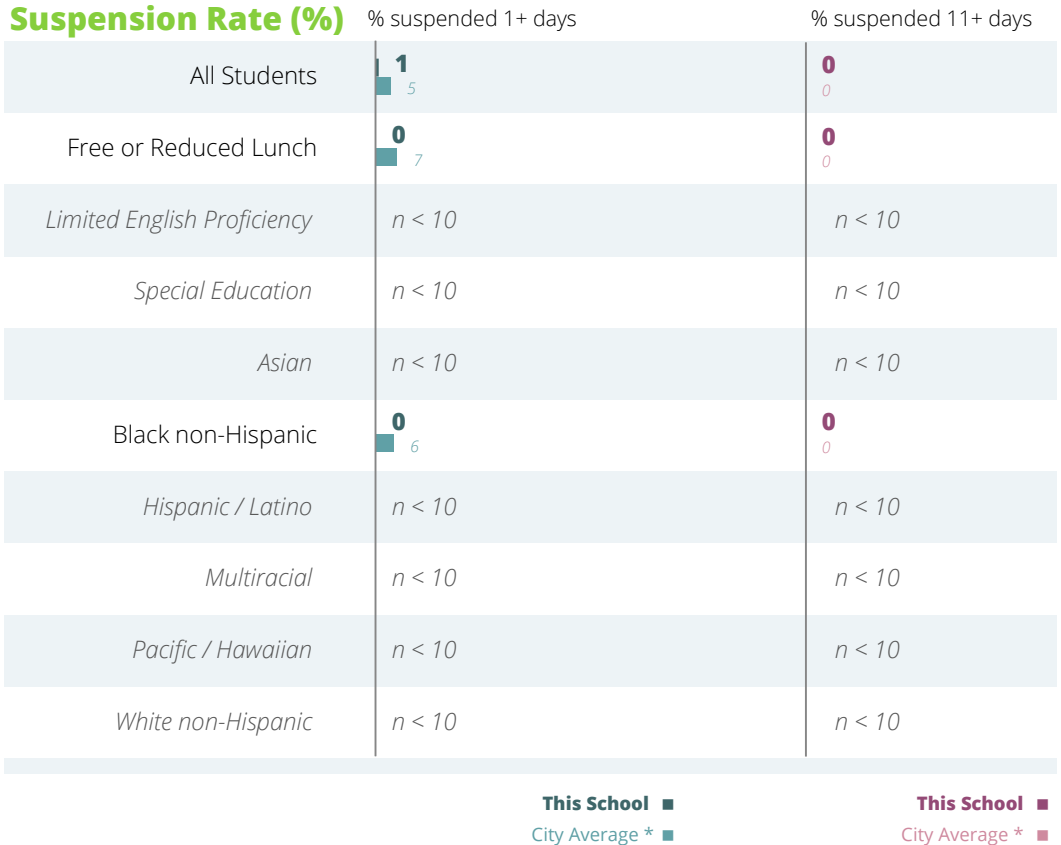 Suspension Rate (%) % suspended 1+ days % suspended 11+ days
All Students 1 0
5 0
Free or Reduced Lunch 0 0
7 0
Limited English Proficiency n < 10 n < 10
Special Education n < 10 n < 10
Asian n < 10 n < 10
Black non-Hispanic 0 0
6 0
Hispanic / Latino n < 10 n < 10
Multiracial n < 10 n < 10
Pacific / Hawaiian n < 10 n < 10
White non-Hispanic n < 10 n < 10
This School This School
City Average * City Average *